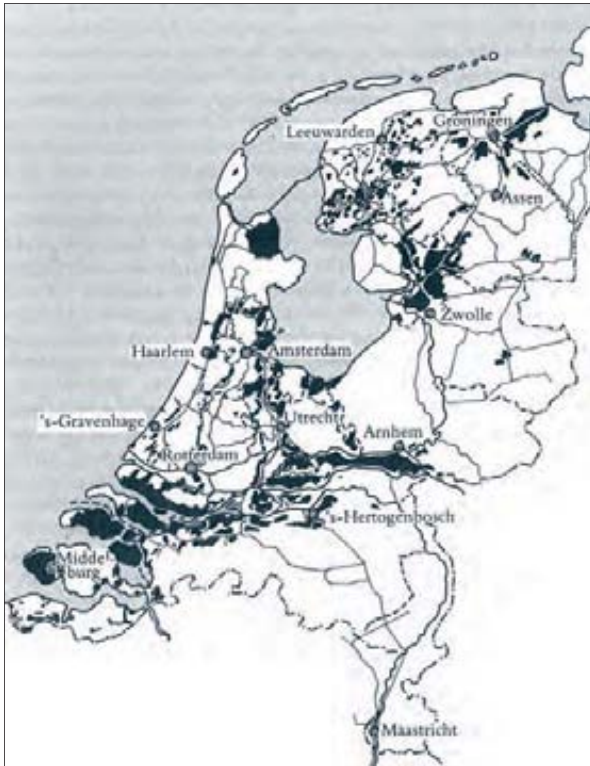 Groningen
Leeuwarden
Assen
Zwolle
Haarlem
Amsterdam
's-Gravenhage
Utrecht
Arnhem
Rotterdam
's-Hertogenbosch
Middel
burg
Maastricht